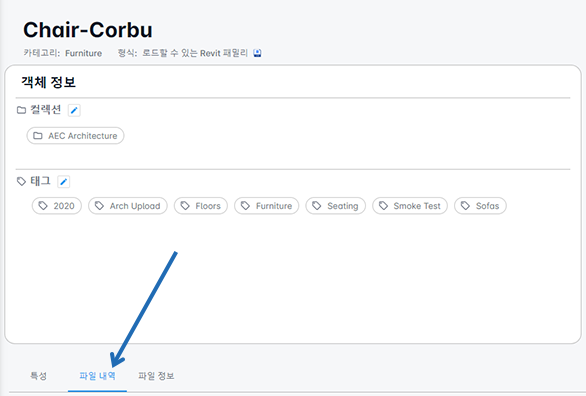 Chair-Corbu
카테고리: Furniture 형식: 로드할 수 있는 Revit 패밀리
객체 정보
컬렉션
AEC Architecture
태그
2020 Arch Upload Floors Furniture Seating Smoke Test Sofas
특성 파일 내역 파일 정보